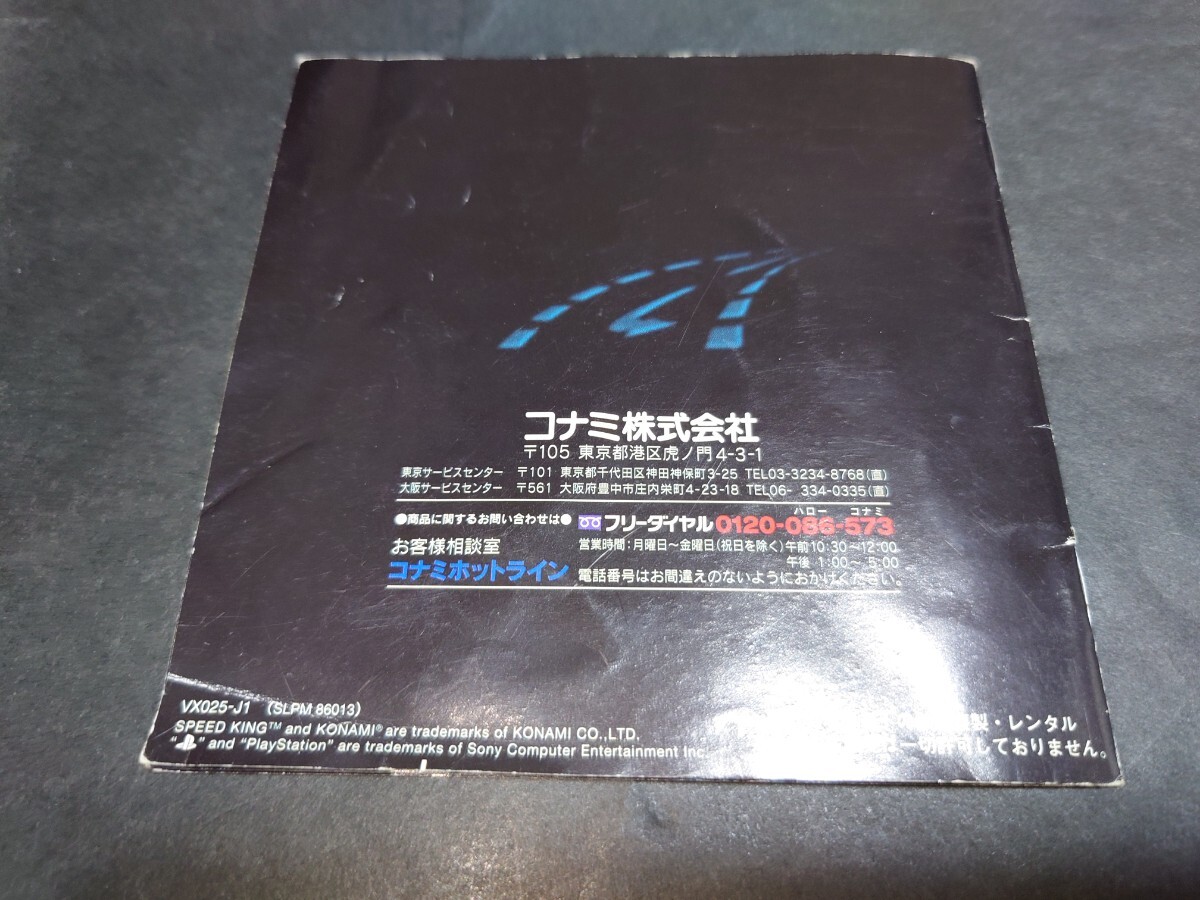 コナミ株式会社
〒105 東京都港区虎ノ門4-3-1
東京サービスセンター 〒101 東京都千代田区神田神保町3-25 TEL03-3234-8768(直)
大阪サービスセンター 〒561 大阪府豊中市庄内栄町4-23-18 TEL06- 334-0335(直)
ハロー コナミ
●商品に関するお問い合わせは● フリーダイヤル 0120-086-573
お客様相談室 営業時間:月曜日〜金曜日(祝日を除く)午前10:30〜12:00
午後 1:00〜 5:00
コナミホットライン 電話番号はお間違えのないようにおかけください。
VX025-J1 (SLPM 86013)
SPEED KING™ and KONAMI® are trademarks of KONAMI CO.,LTD.
" " and "PlayStation" are trademarks of Sony Computer Entertainment Inc.
製・レンタル
一切許可しておりません。